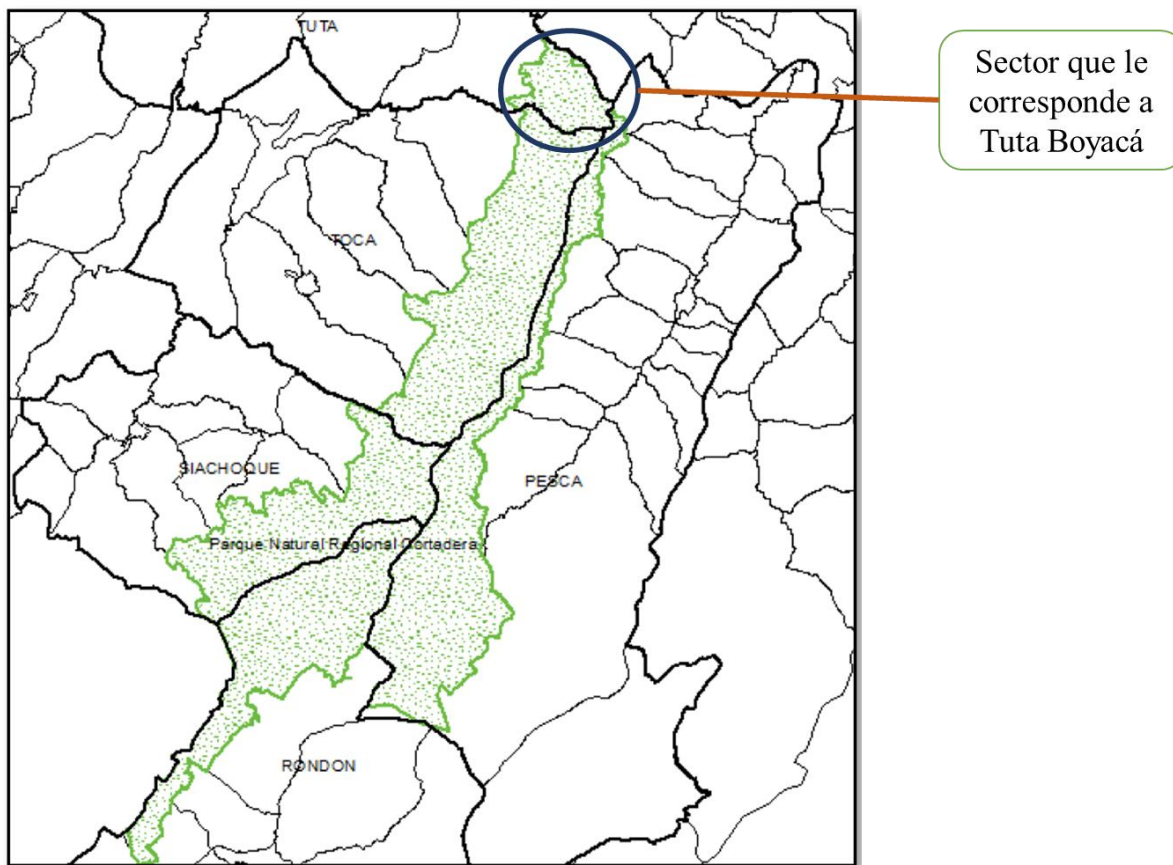 TUTA
Sector que le
corresponde a
Tuta Boyacá
TOCA
SIACHOQUE
PESCA
Parque Natural Regional Cortadera
RONDON